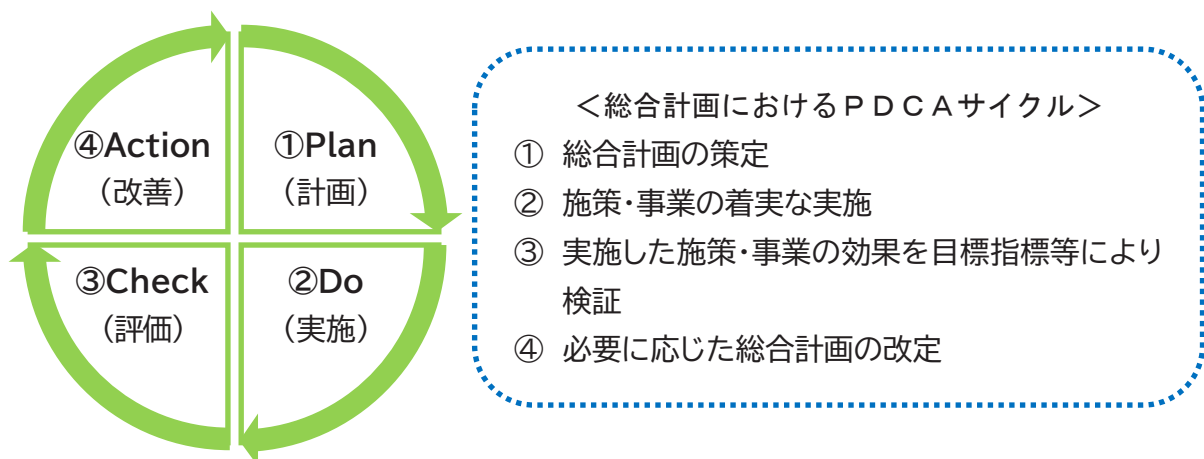 ④Action
（改善）
①Plan
（計画）
③Check
（評価）
②Do
（実施）
＜総合計画におけるＰＤＣＡサイクル＞
① 総合計画の策定
② 施策・事業の着実な実施
③ 実施した施策・事業の効果を目標指標等により
検証
④ 必要に応じた総合計画の改定